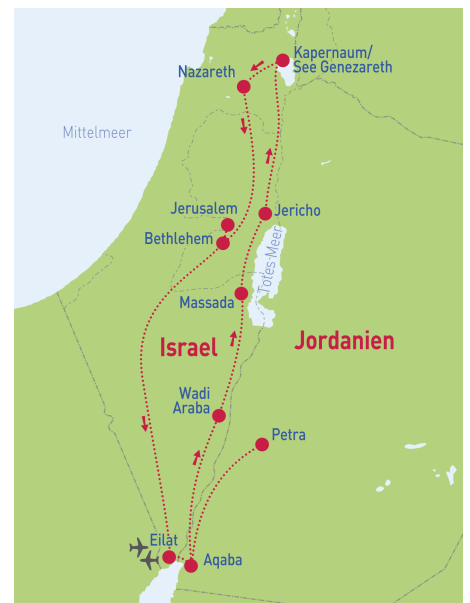 Kapernaum/
See Genezareth
Nazareth
Mittelmeer
Jerusalem
Jericho
Bethlehem
Totes Meer
Massada
Israel
Jordanien
Wadi
Araba
Petra
Eilat
Aqaba